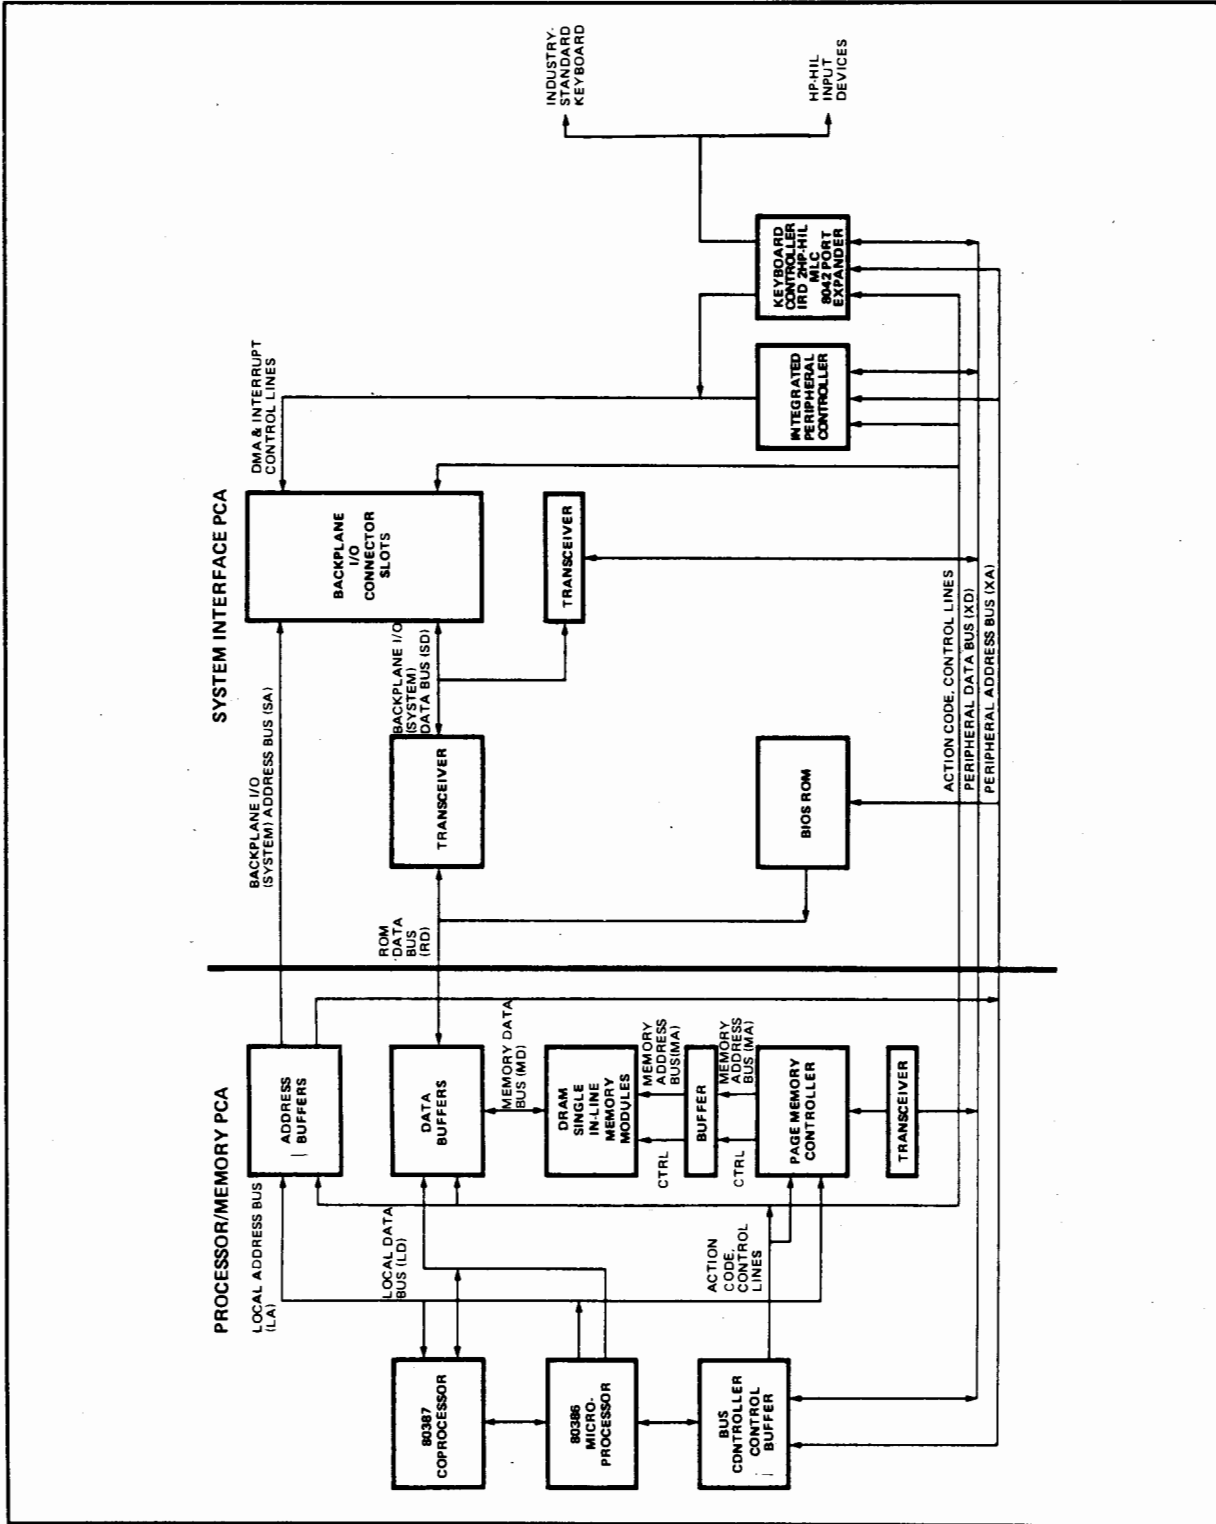 PROCESSOR/MEMORY PCA
SYSTEM INTERFACE PCA
LOCAL ADDRESS BUS
(LA)
ADDRESS
BUFFERS
BACKPLANE I/O
(SYSTEM) ADDRESS BUS (SA)
DMA & INTERRUPT
CONTROL LINES
80387
COPROCESSOR
LOCAL DATA
BUS (LD)
DATA
BUFFERS
ROM
DATA
BUS
(RD)
TRANSCEIVER
BACKPLANE I/O
(SYSTEM)
DATA BUS (SD)
BACKPLANE
I/O
CONNECTOR
SLOTS
MEMORY DATA
BUS (MD)
80386
MICRO-
PROCESSOR
DRAM
SINGLE
IN-LINE
MEMORY
MODULES
TRANSCEIVER
INDUSTRY-
STANDARD
KEYBOARD
CTRL
MEMORY
ADDRESS
BUS(MA)
BUFFER
CTRL
MEMORY
ADDRESS
BUS (MA)
BUS
CONTROLLER
CONTROL
BUFFER
ACTION
CODE,
CONTROL
LINES
PAGE MEMORY
CONTROLLER
BIOS ROM
INTEGRATED
PERIPHERAL
CONTROLLER
KEYBOARD
CONTROLLER
IRD 2HP-HIL
MLC
8042 PORT
EXPANDER
HP-HIL
INPUT
DEVICES
TRANSCEIVER
ACTION CODE, CONTROL LINES
PERIPHERAL DATA BUS (XD)
PERIPHERAL ADDRESS BUS (XA)